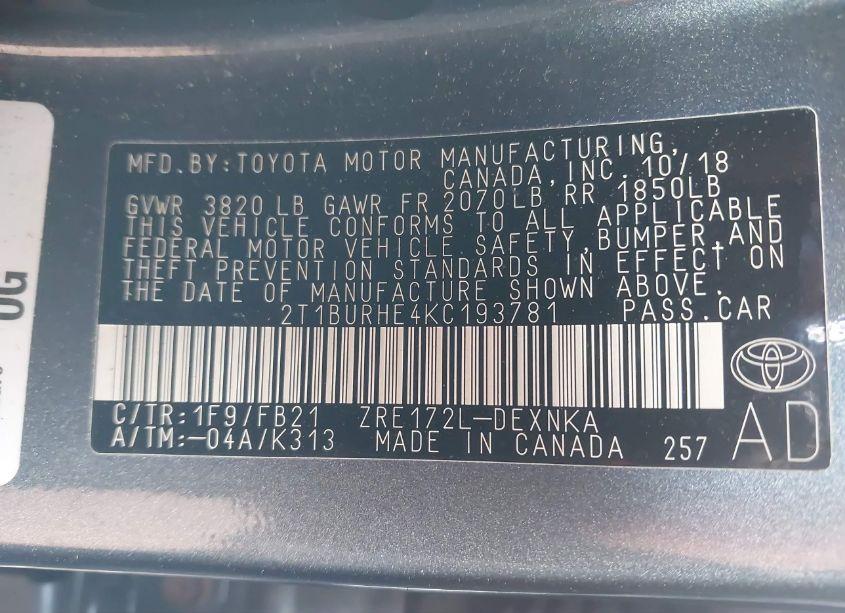 MFD.BY:TOYOTA MOTOR MANUFACTURING,
CANADA,INC. 10/18
GVWR 3820 LB GAWR FR 2070LB RR 1850LB
THIS VEHICLE CONFORMS TO ALL APPLICABLE
FEDERAL MOTOR VEHICLE SAFETY,BUMPER,AND
THEFT PREVENTION STANDARDS IN EFFECT ON
THE DATE OF MANUFACTURE SHOWN ABOVE.
2T1BURHE4KC193781 PASS.CAR
C/TR:1F9/FB21 ZRE172L-DEXNKA
A/TM:-04A/K313 MADE IN CANADA 257
AD